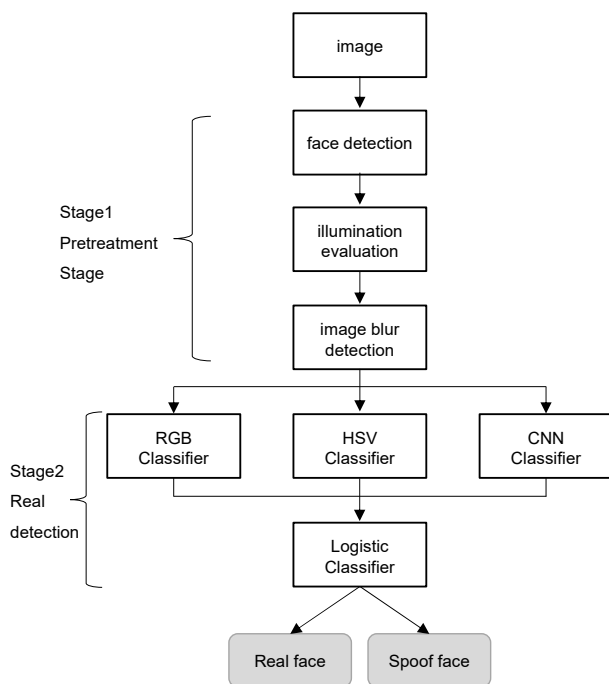 image
face detection
Stage1
Pretreatment
Stage
illumination
evaluation
image blur
detection
Stage2
Real
detection
RGB
Classifier
HSV
Classifier
CNN
Classifier
Logistic
Classifier
Real face
Spoof face